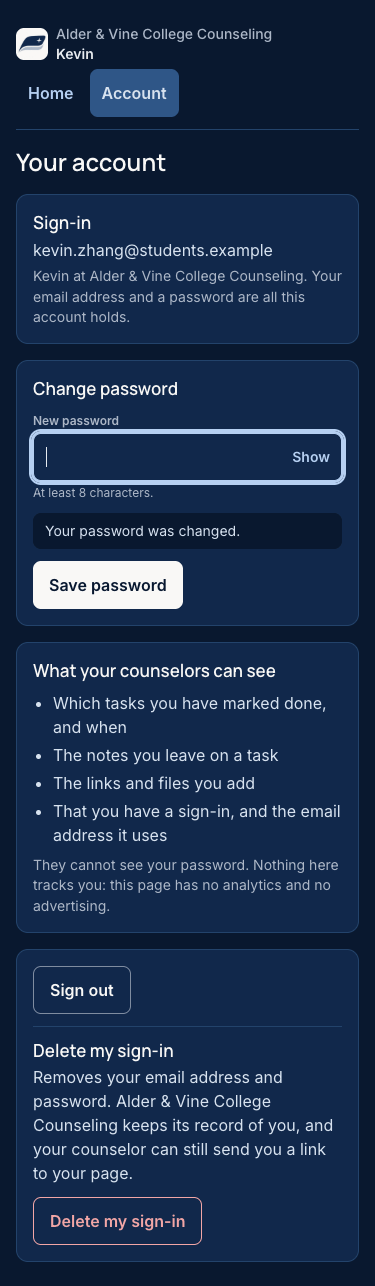 Alder & Vine College Counseling
Kevin
Home
Account
Your account
Sign-in
kevin.zhang@students.example
Kevin at Alder & Vine College Counseling. Your
email address and a password are all this
account holds.
Change password
New password
Show
At least 8 characters.
Your password was changed.
Save password
What your counselors can see
• Which tasks you have marked done,
and when
• The notes you leave on a task
• The links and files you add
• That you have a sign-in, and the email
address it uses
They cannot see your password. Nothing here
tracks you: this page has no analytics and no
advertising.
Sign out
Delete my sign-in
Removes your email address and
password. Alder & Vine College
Counseling keeps its record of you, and
your counselor can still send you a link
to your page.
Delete my sign-in